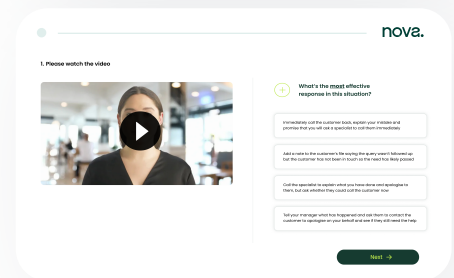 nova.
1. Please watch the video
What's the most effective
response in this situation?
Immediately call the customer back, explain your mistake and
promise that you will ask a specialist to call them immediately
Add a note to the customer's file saying the query wasn't followed up
but the customer has not been in touch so the need has likely passed
Call the specialist to explain what you have done and apologise to
them, but ask whether they could call the customer now
Tell your manager what has happened and ask them to contact the
customer to apologise on your behalf and see if they still need the help
Next →